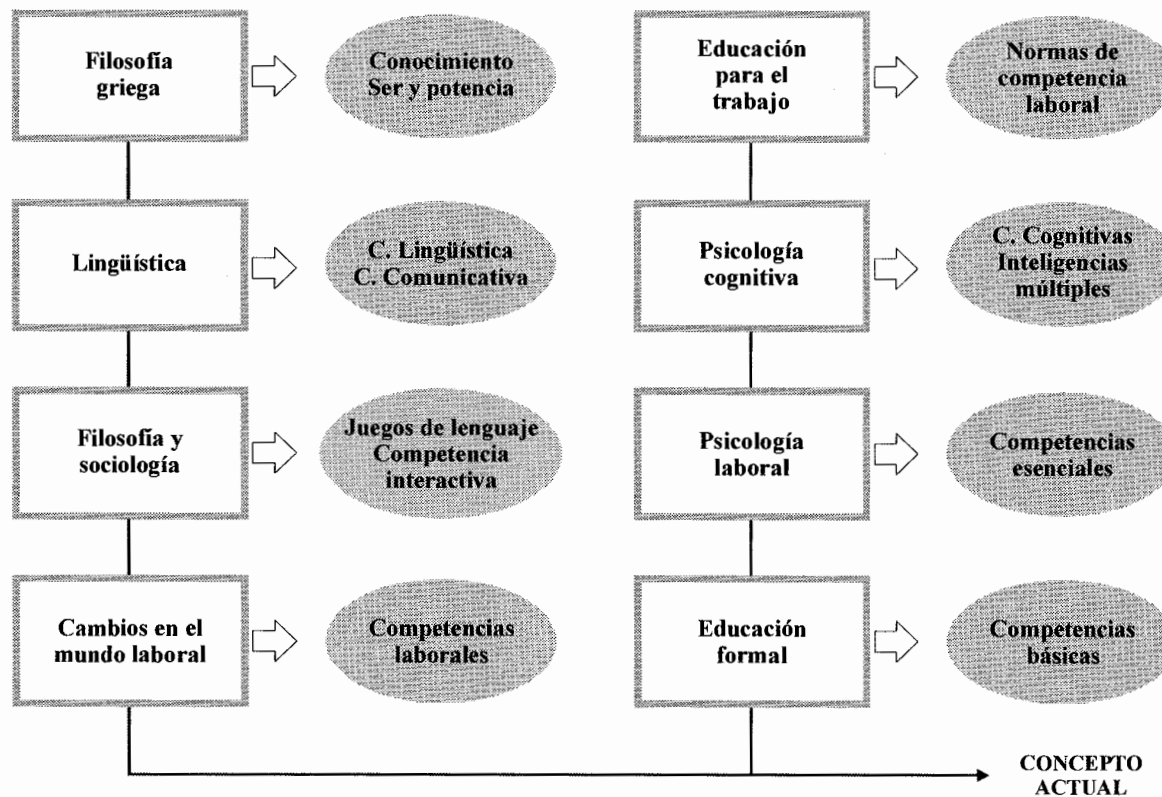 Filosofía
griega
Conocimiento
Ser y potencia
Lingüística
C. Lingüística
C. Comunicativa
Filosofía y
sociología
Juegos de lenguaje
Competencia
interactiva
Cambios en el
mundo laboral
Competencias
laborales
Educación
para el
trabajo
Normas de
competencia
laboral
Psicología
cognitiva
C. Cognitivas
Inteligencias
múltiples
Psicología
laboral
Competencias
esenciales
Educación
formal
Competencias
básicas
CONCEPTO
ACTUAL